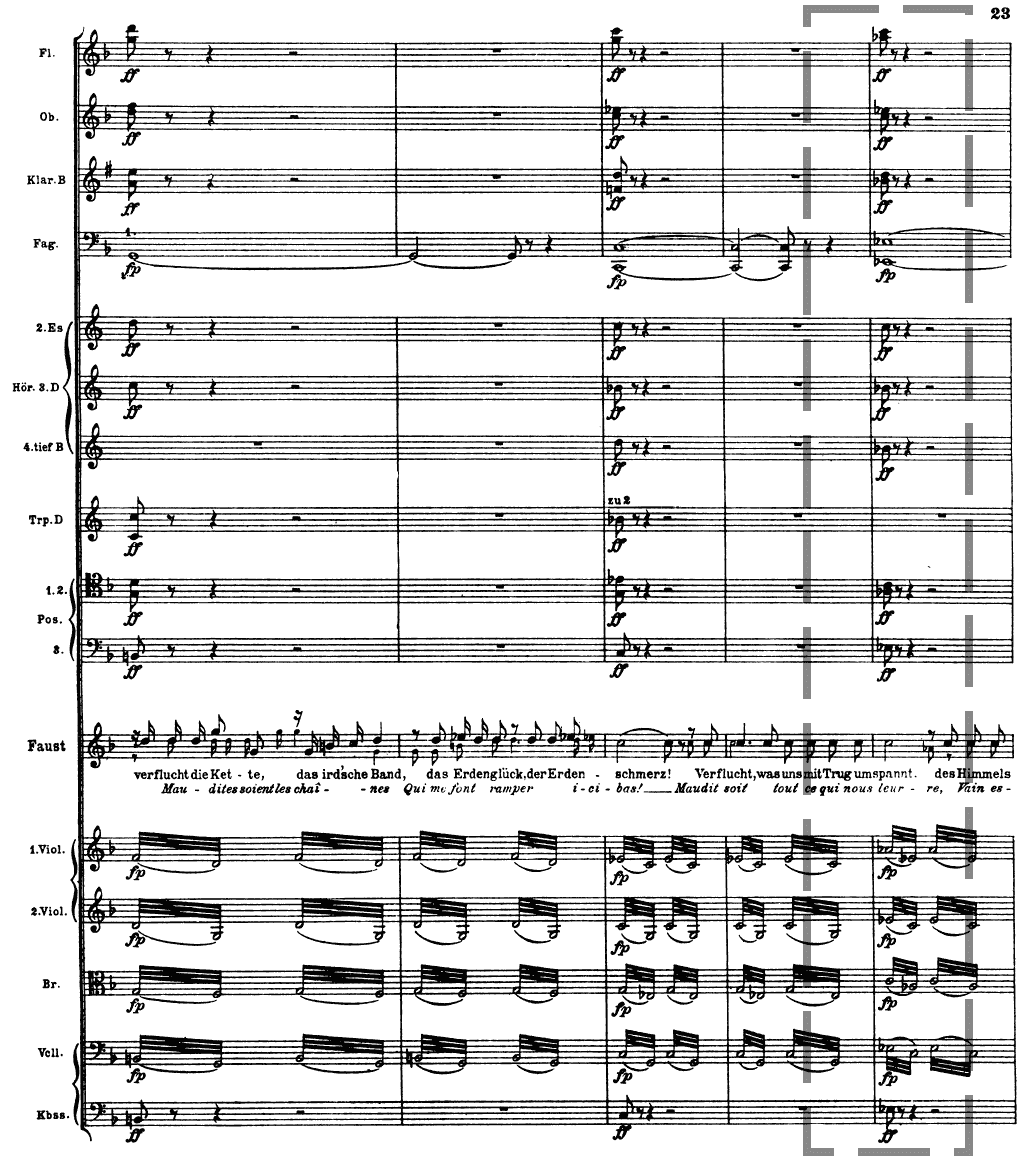 23
Fl.
ff ff ff
Ob.
ff ff ff
Klar. B
ff ff ff
1.
Fag.
fp fp fp
2. Es
ff ff ff
Hör. 3. D
ff ff ff
4. tief B
ff ff
zu 2
Trp. D
ff ff
1. 2.
ff ff ff
Pos.
3.
ff ff ff
Faust
verflucht die Ket - te, das ird'sche Band, das Erdenglück, der Erden - schmerz! Verflucht, was uns mit Trug umspannt. des Himmels
Mau - dites soient les chaî - - nes Qui me font ramper i - ci - bas! Maudit soit tout ce qui nous leur - re, Vain es -
1. Viol.
fp fp fp
2. Viol.
fp fp fp
Br.
fp fp fp
Vcll.
fp fp fp
Kbss.
ff ff ff